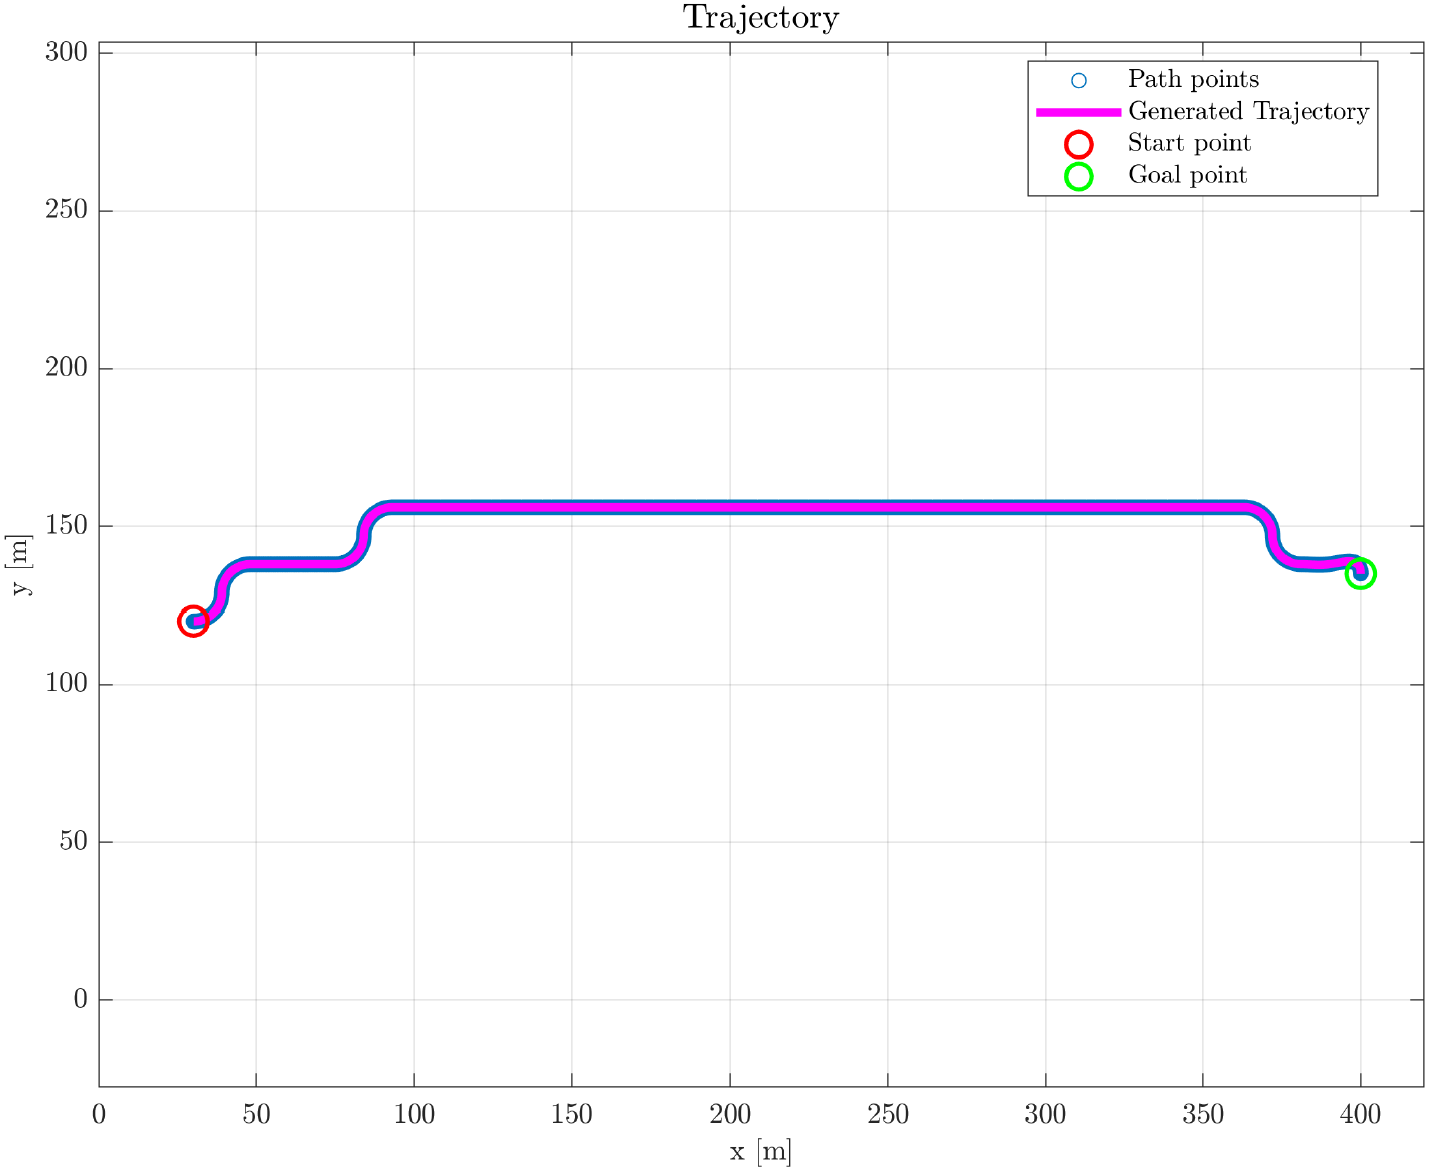 Trajectory
300
250
200
150
100
50
0
y [m]
Path points
Generated Trajectory
Start point
Goal point
0 50 100 150 200 250 300 350 400
x [m]